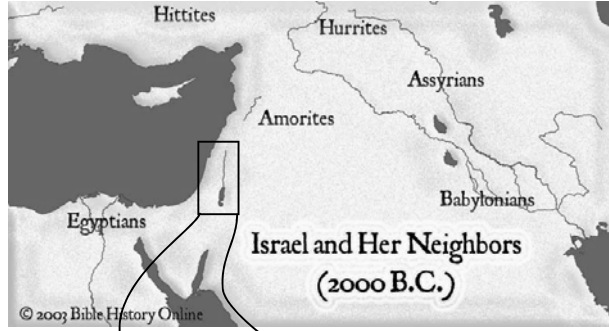 Hittites
Hurrites
Assyrians
Amorites
Babylonians
Egyptians
Israel and Her Neighbors
(2000 B.C.)
© 2003 Bible History Online